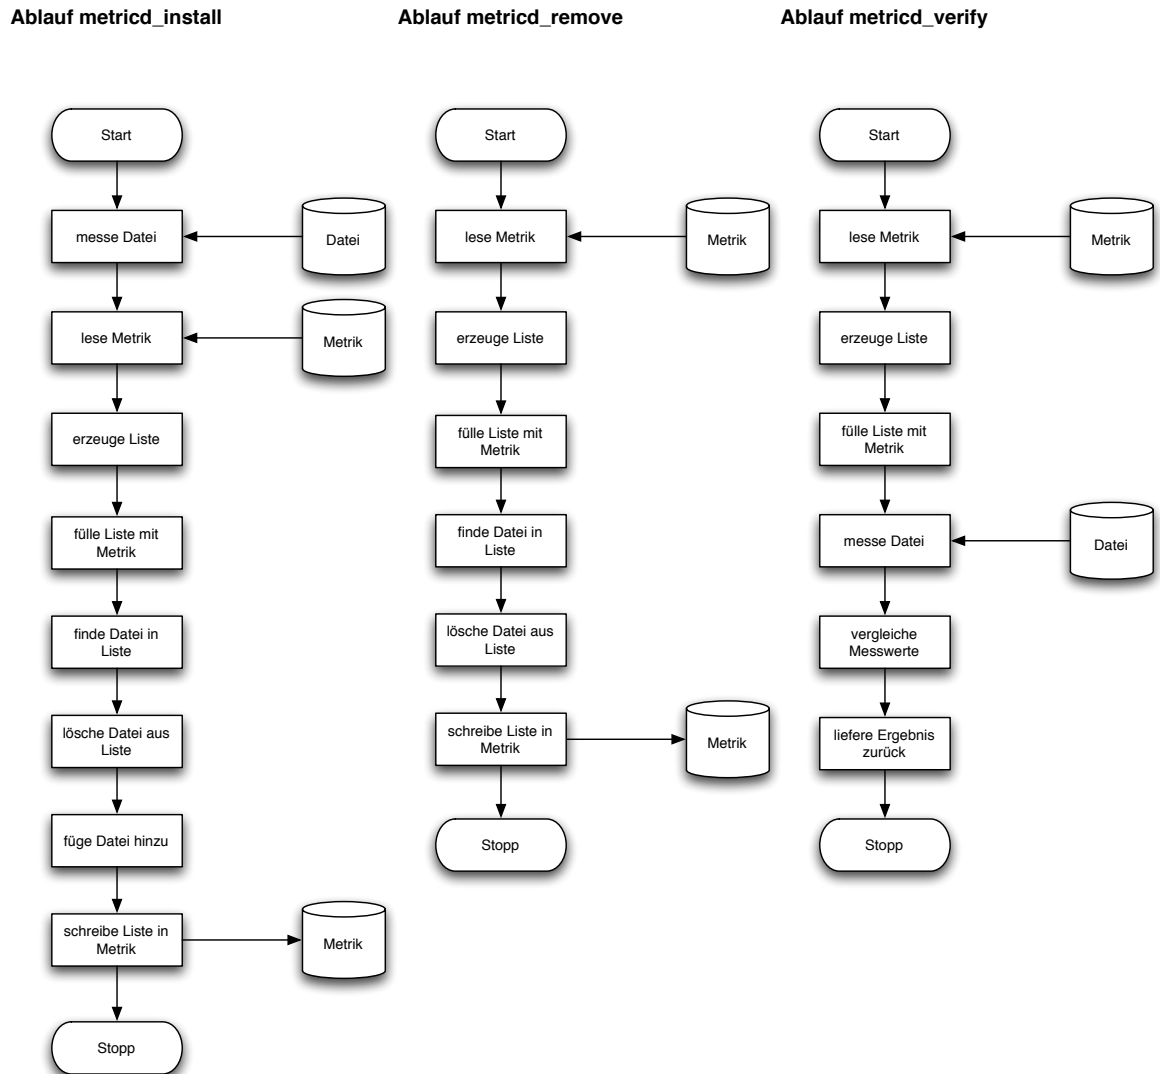 Ablauf metricd_install
Start
messe Datei
Datei
lese Metrik
Metrik
erzeuge Liste
fülle Liste mit
Metrik
finde Datei in
Liste
lösche Datei aus
Liste
füge Datei hinzu
schreibe Liste in
Metrik
Metrik
Stopp
Ablauf metricd_remove
Start
lese Metrik
Metrik
erzeuge Liste
fülle Liste mit
Metrik
finde Datei in
Liste
lösche Datei aus
Liste
schreibe Liste in
Metrik
Metrik
Stopp
Ablauf metricd_verify
Start
lese Metrik
Metrik
erzeuge Liste
fülle Liste mit
Metrik
messe Datei
Datei
vergleiche
Messwerte
liefere Ergebnis
zurück
Stopp